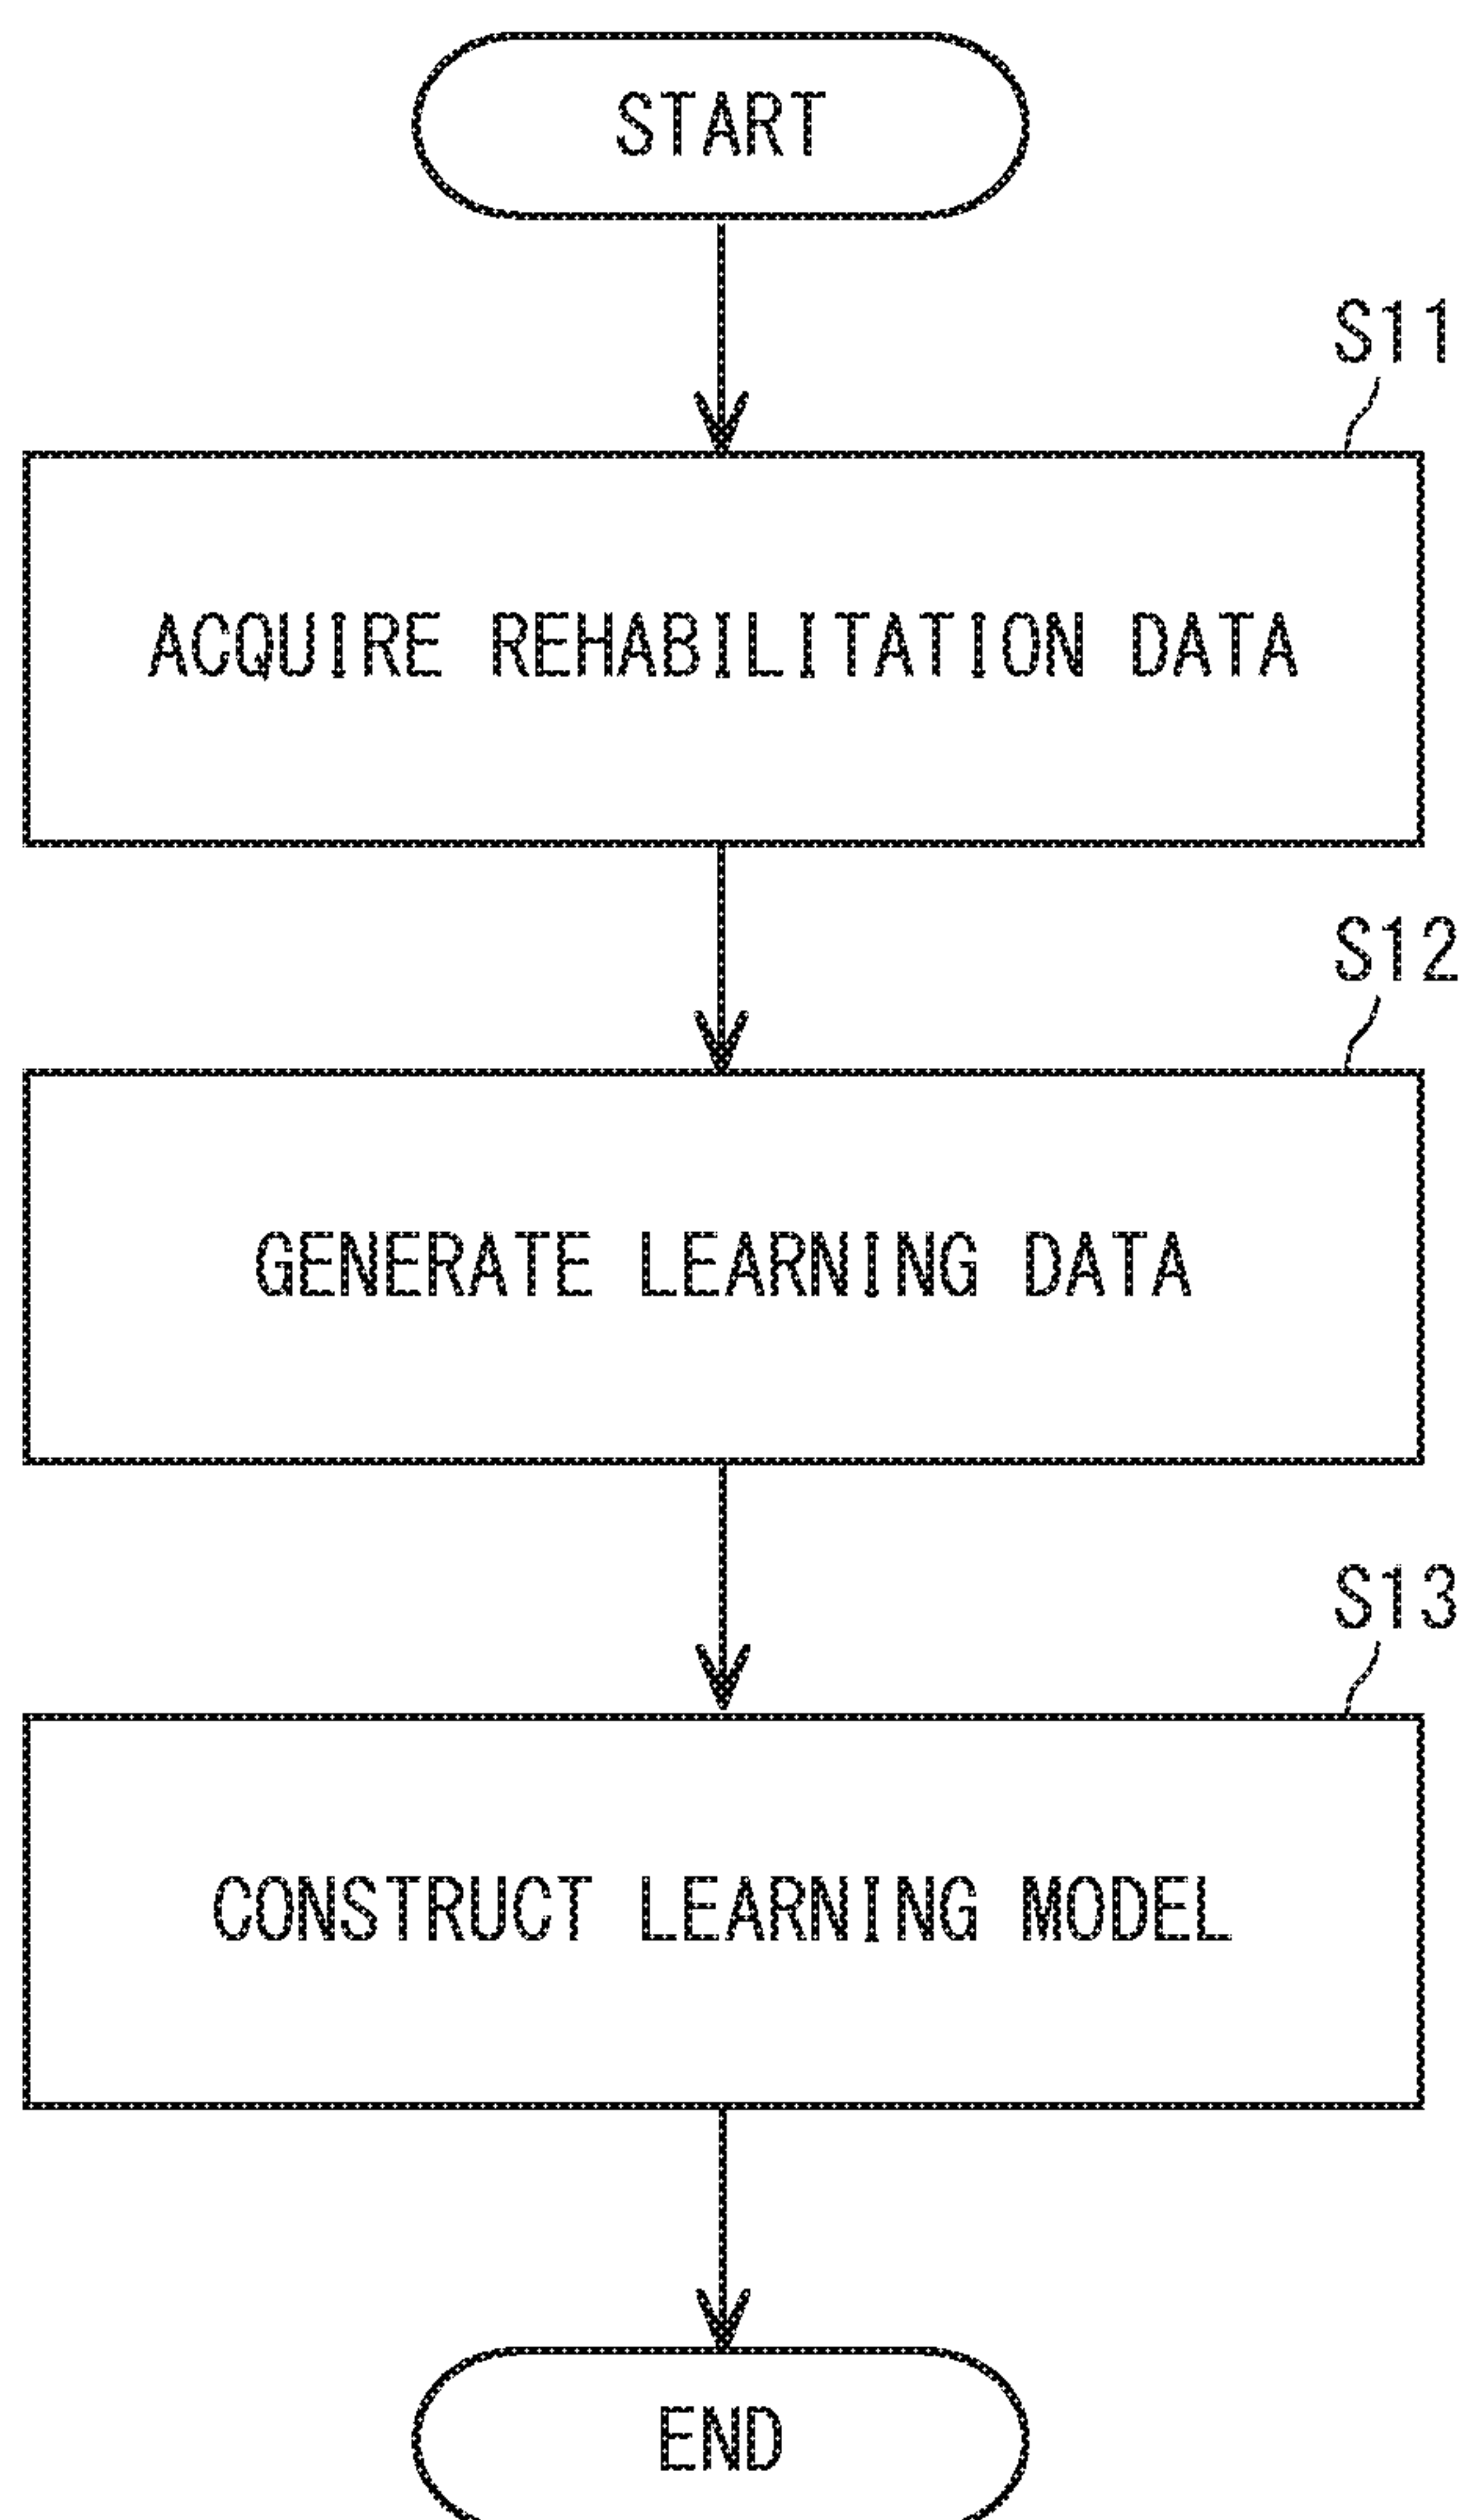 START
S11
ACQUIRE REHABILITATION DATA
S12
GENERATE LEARNING DATA
S13
CONSTRUCT LEARNING MODEL
END